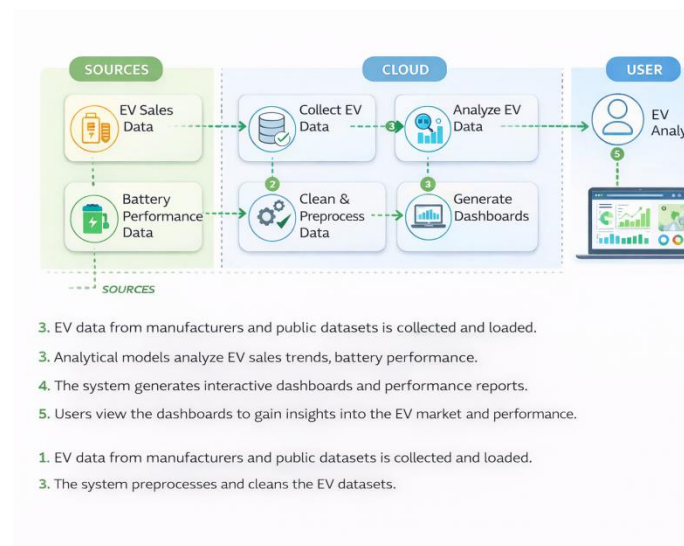 SOURCES
CLOUD
USER
EV Sales
Data
Collect EV
Data
3
Analyze EV
Data
EV
Analy
5
2
3
Battery
Performance
Data
Clean &
Preprocess
Data
Generate
Dashboards
SOURCES
3. EV data from manufacturers and public datasets is collected and loaded.
3. Analytical models analyze EV sales trends, battery performance.
4. The system generates interactive dashboards and performance reports.
5. Users view the dashboards to gain insights into the EV market and performance.
1. EV data from manufacturers and public datasets is collected and loaded.
3. The system preprocesses and cleans the EV datasets.